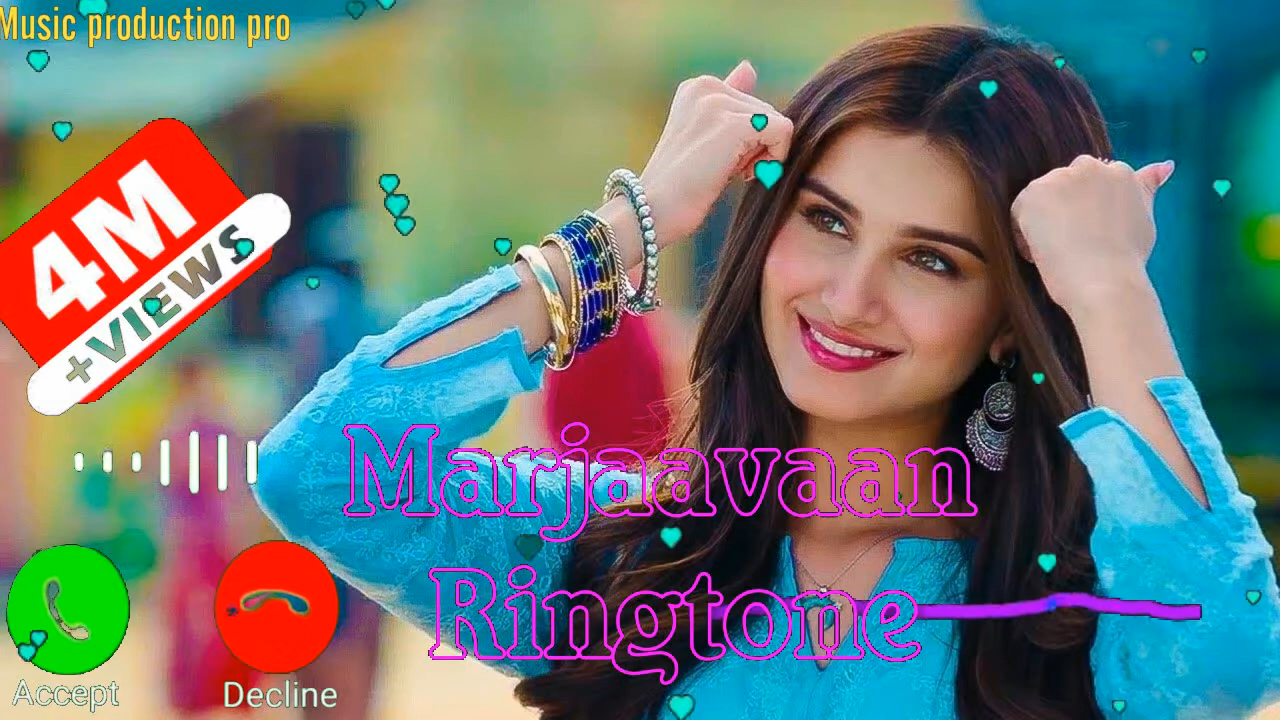 Music production pro
4M
+VIEWS
Marjaavaan
Ringtone
Accept
Decline